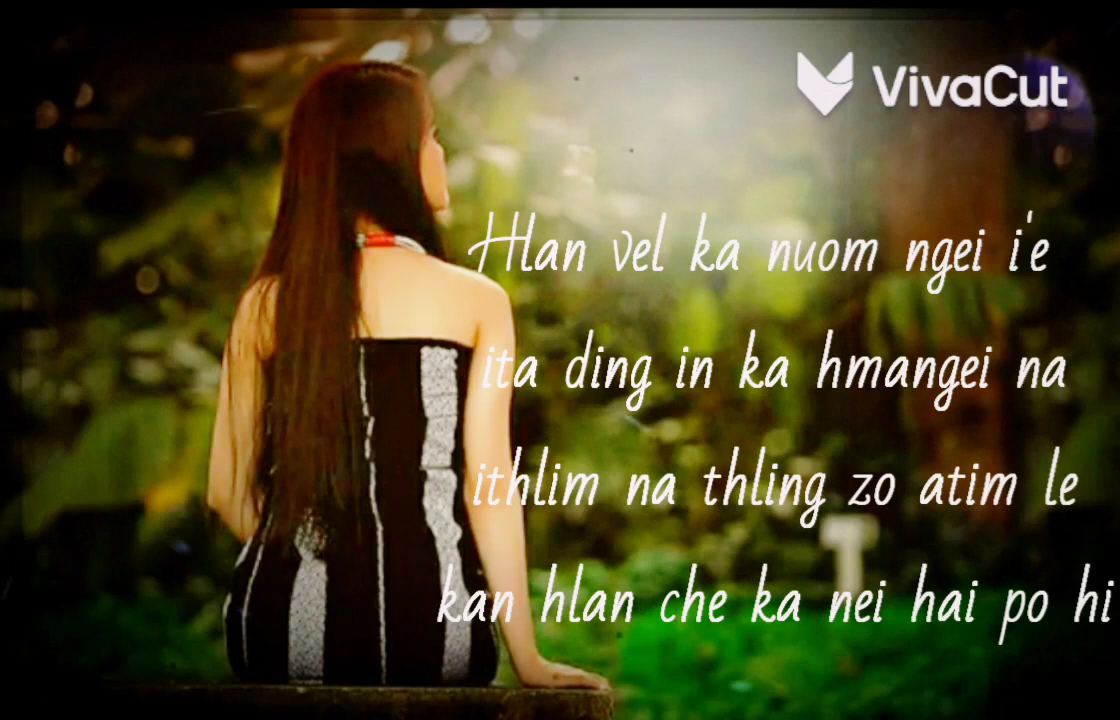 VivaCut
Hlan vel ka nuom ngei i'e
ita ding in ka hmangei na
ithlim na thling zo atim le
kan hlan che ka nei hai po hi